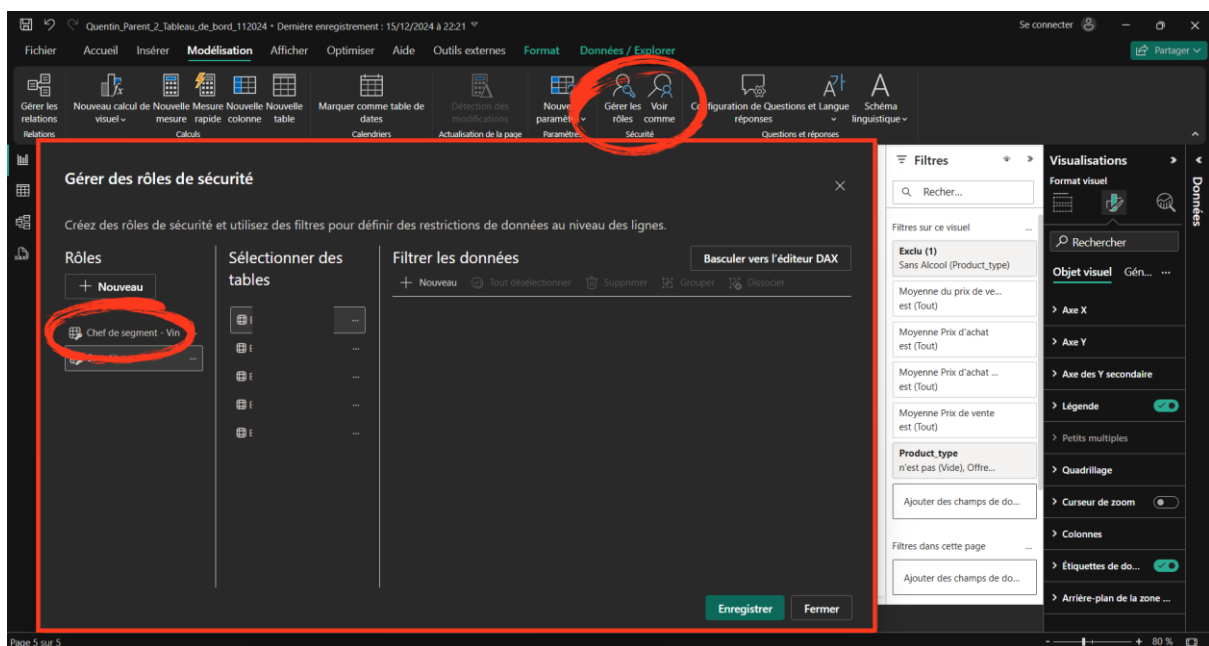 Quentin_Parent_2_Tableau_de_bord_112024 • Dernière enregistrement : 15/12/2024 à 22:21
Se connecter
Fichier Accueil Insérer Modélisation Afficher Optimiser Aide Outils externes Format Données / Explorer
Partager
Gérer les relations
Nouveau calcul de visuel
Nouvelle mesure
Mesure rapide
Nouvelle colonne
Nouvelle table
Marquer comme table de dates
Détection des modifications
Nouveau paramètre
Gérer les rôles
Voir comme
Configuration de Questions et réponses
Langue
Schéma linguistique
Relations Calculs Calendriers Actualisation de la page Paramètres Sécurité Questions et réponses
Gérer des rôles de sécurité
Créez des rôles de sécurité et utilisez des filtres pour définir des restrictions de données au niveau des lignes.
Rôles
+ Nouveau
Chef de segment - Vin
...
Sélectionner des
tables
...
...
...
...
...
Filtrer les données
Basculer vers l'éditeur DAX
+ Nouveau Tout désélectionner Supprimer Grouper Dissocier
Enregistrer Fermer
Filtres
Recher...
Filtres sur ce visuel ...
Exclu (1)
Sans Alcool (Product_type)
Moyenne du prix de ve...
est (Tout)
Moyenne Prix d'achat
est (Tout)
Moyenne Prix d'achat ...
est (Tout)
Moyenne Prix de vente
est (Tout)
Product_type
n'est pas (Vide), Offre...
Ajouter des champs de do...
Filtres dans cette page ...
Ajouter des champs de do...
Visualisations
Format visuel
Rechercher
Objet visuel Gén... ...
Axe X
Axe Y
Axe des Y secondaire
Légende
Petits multiples
Quadrillage
Curseur de zoom
Colonnes
Étiquettes de do...
Arrière-plan de la zone ...
Données
Page 5 sur 5
- + 80 %